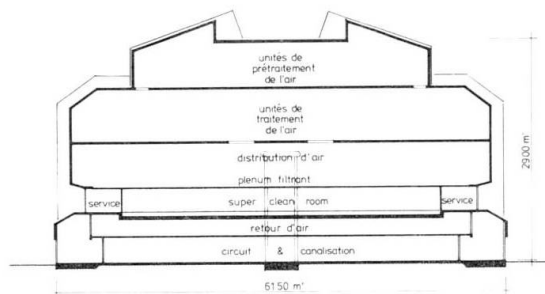 unités de
prétraitement
de l'air
unités de
traitement
de l'air
distribution d'air
plenum filtrant
service super clean room service
retour d'air
circuit & canalisation
29.00 m'
61.50 m'